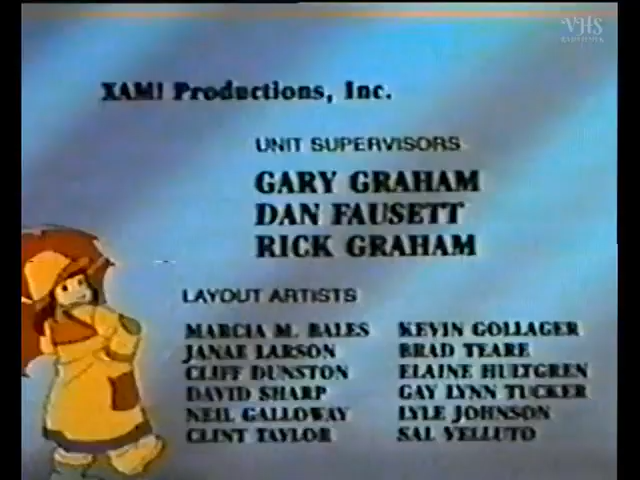 VHS
XAM! Productions, Inc.
UNIT SUPERVISORS
GARY GRAHAM
DAN FAUSETT
RICK GRAHAM
LAYOUT ARTISTS
MARCIA M. BALES
JANAE LARSON
CLIFF DUNSTON
DAVID SHARP
NEIL GALLOWAY
CLINT TAYLOR
KEVIN GOLLAGER
BRAD TEARE
ELAINE HULTGREN
GAY LYNN TUCKER
LYLE JOHNSON
SAL VELLUTO